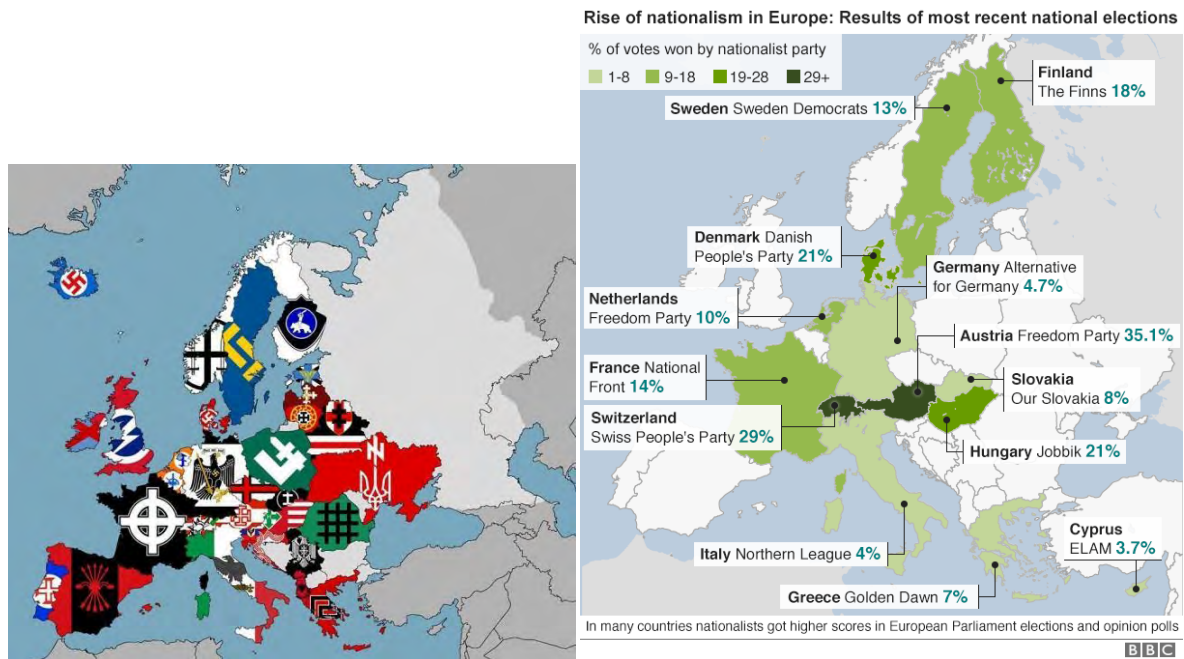 Rise of nationalism in Europe: Results of most recent national elections
% of votes won by nationalist party
1-8 9-18 19-28 29+
Finland
The Finns 18%
Sweden Sweden Democrats 13%
Denmark Danish
People's Party 21%
Germany Alternative
for Germany 4.7%
Netherlands
Freedom Party 10%
Austria Freedom Party 35.1%
France National
Front 14%
Slovakia
Our Slovakia 8%
Switzerland
Swiss People's Party 29%
Hungary Jobbik 21%
Cyprus
ELAM 3.7%
Italy Northern League 4%
Greece Golden Dawn 7%
In many countries nationalists got higher scores in European Parliament elections and opinion polls
BBC